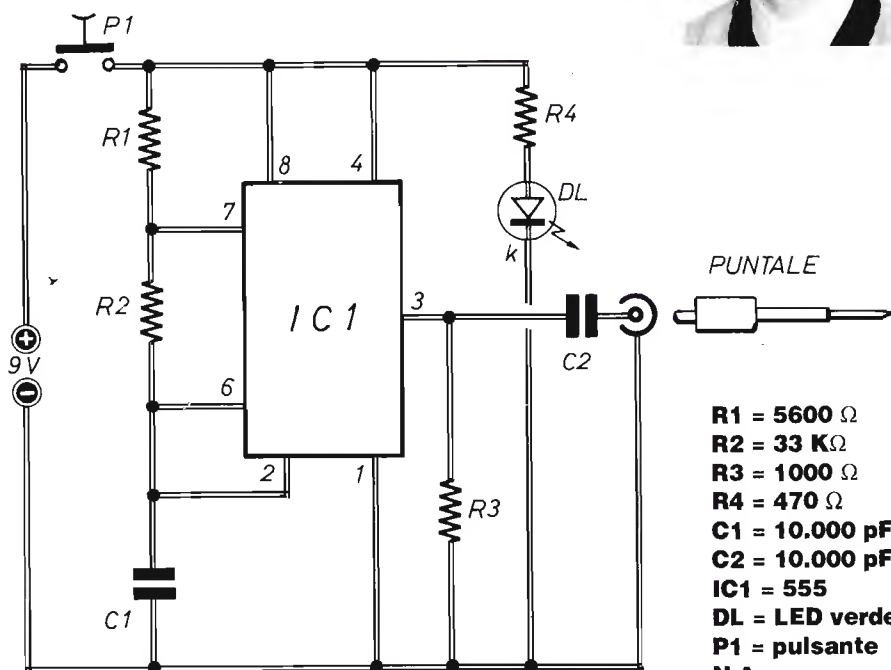 P1
R1
8
4
R4
7
DL
k
PUNTALE
R2
IC1
3
+
9V
-
C2
6
2
1
R3
C1
R1 = 5600 Ω
R2 = 33 KΩ
R3 = 1000 Ω
R4 = 470 Ω
C1 = 10.000 pF
C2 = 10.000 pF
IC1 = 555
DL = LED verde
P1 = pulsante